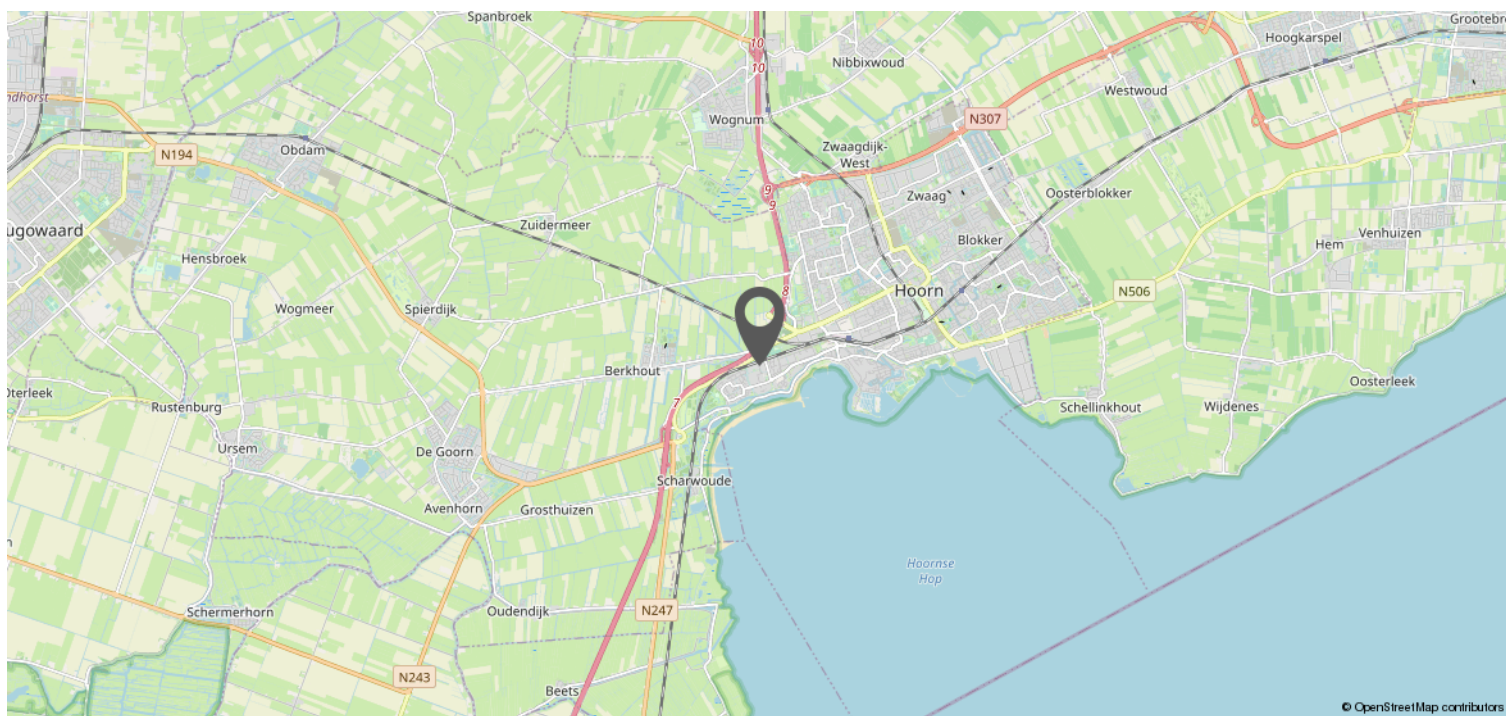 Spanbroek
Grootebr
Hoogkarspel
10
10
Nibbixwoud
Westwoud
ndhorst
Wognum
N307
Zwaagdijk-
West
N194
Obdam
9
9
Zwaag
Oosterblokker
Zuidermeer
ugowaard
Blokker
Hem
Venhuizen
Hensbroek
Wogmeer
Spierdijk
8
Hoorn
N506
Berkhout
Oterleek
Rustenburg
7
Schellinkhout
Wijdenes
Oosterleek
Ursem
De Goorn
Scharwoude
Avenhorn
Grosthuizen
Hoornse
Hop
Schermerhorn
Oudendijk
N247
N243
Beets
© OpenStreetMap contributors